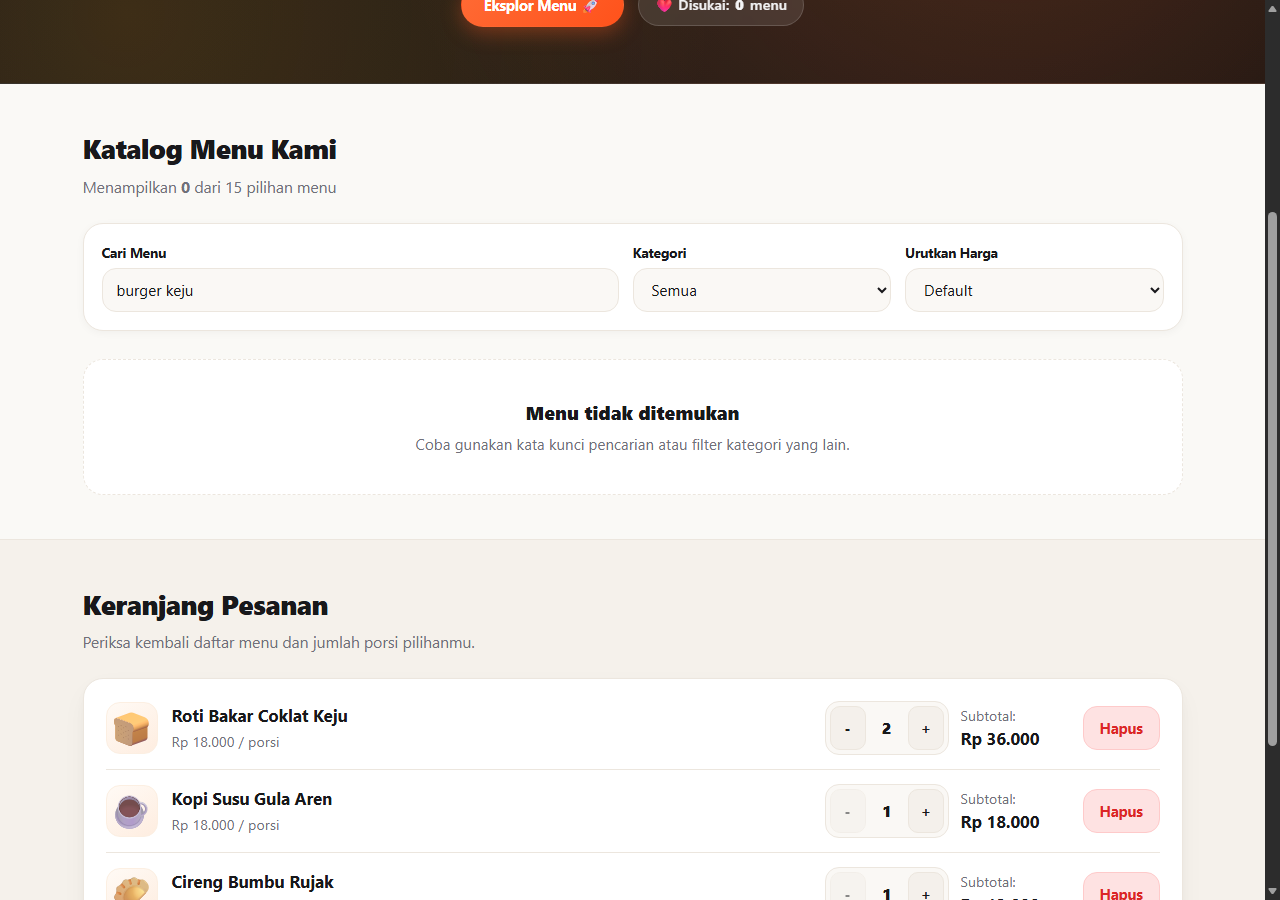 Eksplor Menu 🚀
💗 Disukai: 0 menu
Katalog Menu Kami
Menampilkan 0 dari 15 pilihan menu
Cari Menu
Kategori
Urutkan Harga
burger keju
Semua
Default
Menu tidak ditemukan
Coba gunakan kata kunci pencarian atau filter kategori yang lain.
Keranjang Pesanan
Periksa kembali daftar menu dan jumlah porsi pilihanmu.
Roti Bakar Coklat Keju
Rp 18.000 / porsi
- 2 +
Subtotal:
Rp 36.000
Hapus
Kopi Susu Gula Aren
Rp 18.000 / porsi
- 1 +
Subtotal:
Rp 18.000
Hapus
Cireng Bumbu Rujak
- 1 +
Subtotal:
Hapus